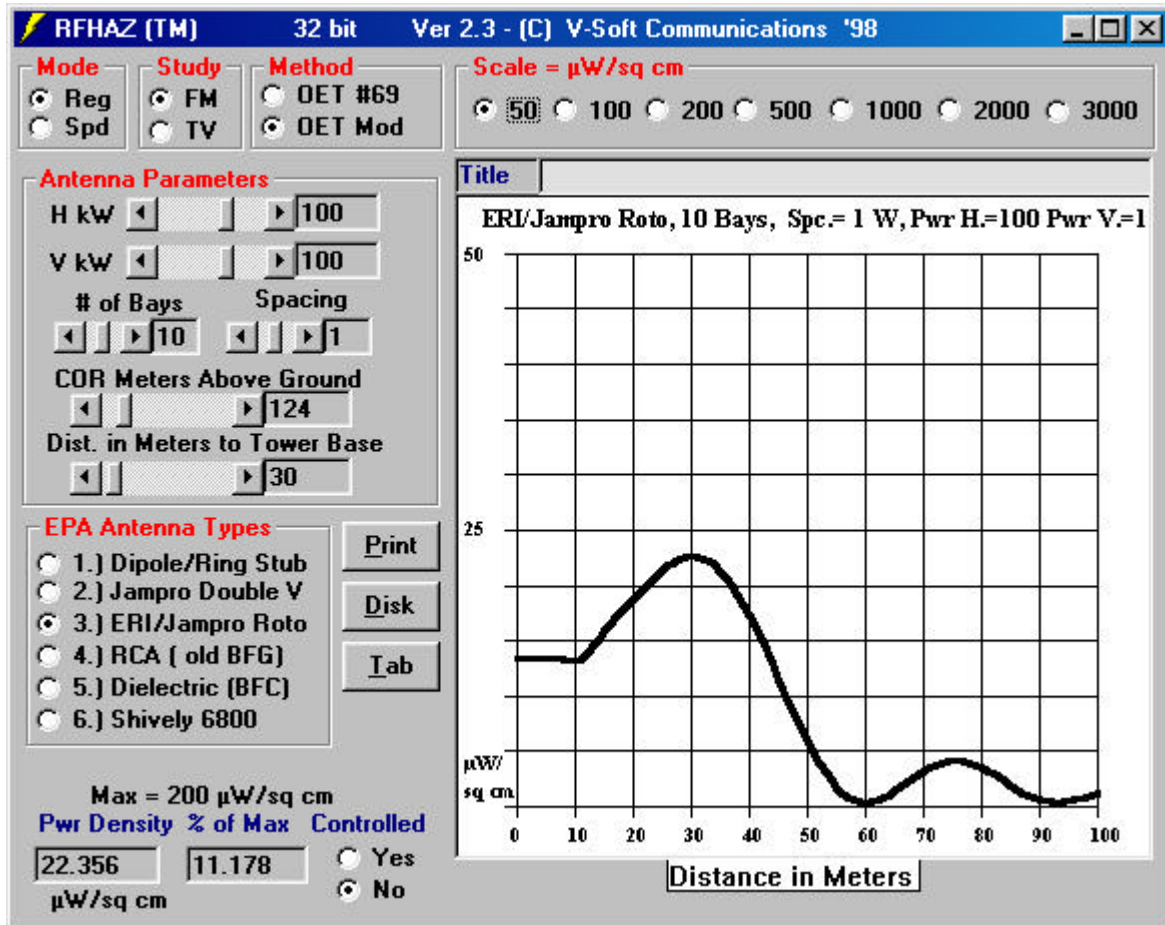 RFHAZ (TM) 32 bit Ver 2.3 - (C) V-Soft Communications '98
Mode
Reg
Spd
Study
FM
TV
Method
OET #69
OET Mod
Scale = µW/sq cm
50 100 200 500 1000 2000 3000
Antenna Parameters
H kW 100
V kW 100
# of Bays Spacing
10 1
COR Meters Above Ground
124
Dist. in Meters to Tower Base
30
EPA Antenna Types
1.) Dipole/Ring Stub
2.) Jampro Double V
3.) ERI/Jampro Roto
4.) RCA ( old BFG)
5.) Dielectric (BFC)
6.) Shively 6800
Print
Disk
Tab
Max = 200 µW/sq cm
Pwr Density % of Max Controlled
22.356 11.178 Yes
µW/sq cm No
Title
ERI/Jampro Roto, 10 Bays, Spc.= 1 W, Pwr H.=100 Pwr V.=1
50
25
µW/
sq cm
0 10 20 30 40 50 60 70 80 90 100
Distance in Meters